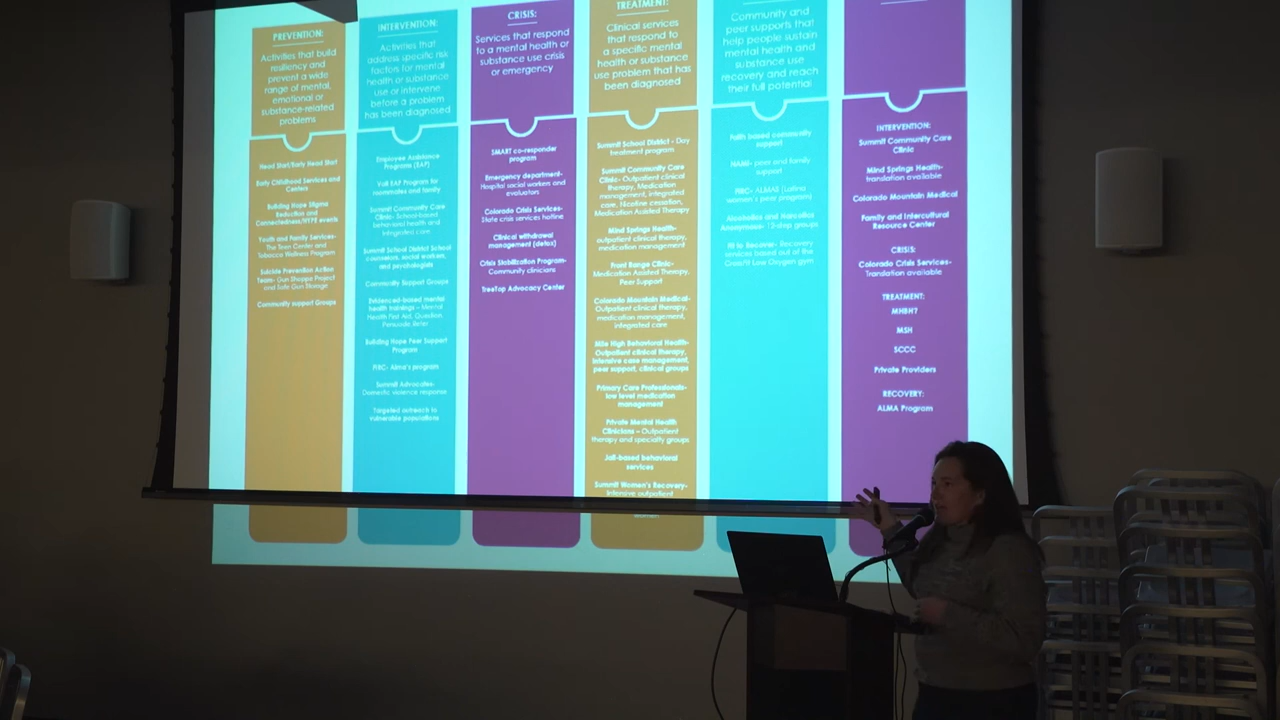 PREVENTION:
Activities that build
resiliency and
prevent a wide
range of mental,
emotional or
substance-related
problems
Head Start/Early Head Start
Early Childhood Services and
Centers
Building Hope Stigma
Reduction and
Connectedness/HYPE events
Youth and Family Services-
The Town Center and
Tobacco Wellness Program
Suicide Prevention Action
Team- Gun Shoppe Project
and Safe Gun Storage
Community support Groups
INTERVENTION:
Activities that
address specific risk
factors for mental
health or substance
use or intervene
before a problem
has been diagnosed
Employee Assistance
Programs (EAP)
Vail EAP Program for
roommates and family
Summit Community Care
Clinic- School-based
behavioral health and
integrated care
Summit School District School
counselors, social workers,
and psychologists
Community Support Groups
Evidenced-based mental
health trainings – Mental
Health First Aid, Question,
Persuade, Refer
Building Hope Peer Support
Program
FIRC- Alma's program
Summit Advocates-
Domestic violence response
Targeted outreach to
vulnerable populations
CRISIS:
Services that respond
to a mental health or
substance use crisis
or emergency
SMART co-responder
program
Emergency department-
Hospital social workers and
evaluators
Colorado Crisis Services-
State crisis services hotline
Clinical withdrawal
management (detox)
Crisis Stabilization Program-
Community clinicians
TreeTop Advocacy Center
TREATMENT:
Clinical services
that respond to
a specific mental
health or substance
use problem that has
been diagnosed
Summit School District - Day
treatment program
Summit Community Care
Clinic- Outpatient clinical
therapy, Medication
management, integrated
care, Nicotine cessation,
Medication Assisted Therapy
Mind Springs Health-
outpatient clinical therapy,
medication management
Front Range Clinic-
Medication Assisted Therapy,
Peer Support
Colorado Mountain Medical-
Outpatient clinical therapy,
medication management,
integrated care
Mile High Behavioral Health-
Outpatient clinical therapy,
intensive case management,
peer support, clinical groups
Primary Care Professionals-
low level medication
management
Private Mental Health
Clinicians – Outpatient
therapy and specialty groups
Jail-based behavioral
services
Summit Women's Recovery-
Intensive outpatient
women
Community and
peer supports that
help people sustain
mental health and
substance use
recovery and reach
their full potential
Faith based community
support
NAMI- peer and family
support
FIRC- ALMAS (Latina
women's peer program)
Alcoholics and Narcotics
Anonymous- 12-step groups
Fit to Recover- Recovery
services based out of the
CrossFit Low Oxygen gym
INTERVENTION:
Summit Community Care
Clinic
Mind Springs Health-
translation available
Colorado Mountain Medical
Family and Intercultural
Resource Center
CRISIS:
Colorado Crisis Services-
Translation available
TREATMENT:
MHBH?
MSH
SCCC
Private Providers
RECOVERY:
ALMA Program